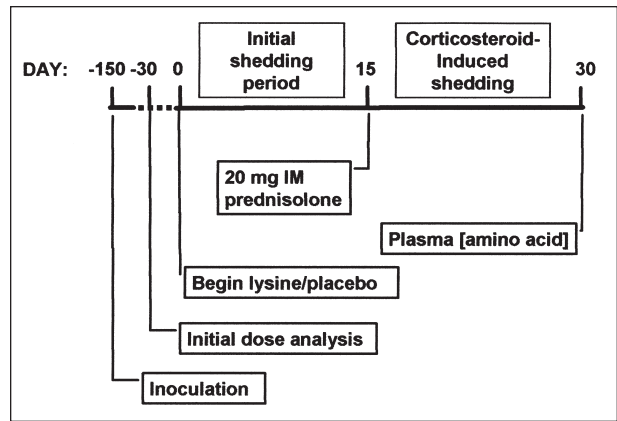 Initial
shedding
period
Corticosteroid-
Induced
shedding
DAY: -150 -30 0 15 30
20 mg IM
prednisolone
Plasma [amino acid]
Begin lysine/placebo
Initial dose analysis
Inoculation